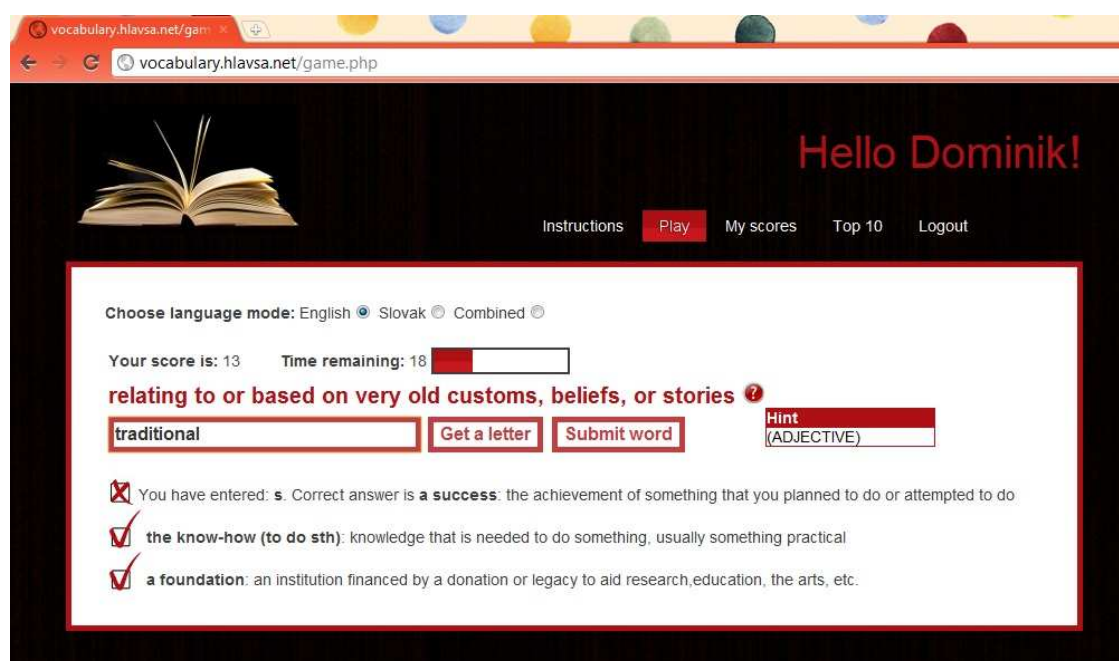 vocabulary.hlavsa.net/gam
vocabulary.hlavsa.net/game.php
Hello Dominik!
Instructions Play My scores Top 10 Logout
Choose language mode: English Slovak Combined
Your score is: 13 Time remaining: 18
relating to or based on very old customs, beliefs, or stories ?
traditional Get a letter Submit word
Hint
(ADJECTIVE)
You have entered: s. Correct answer is a success: the achievement of something that you planned to do or attempted to do
the know-how (to do sth): knowledge that is needed to do something, usually something practical
a foundation: an institution financed by a donation or legacy to aid research,education, the arts, etc.